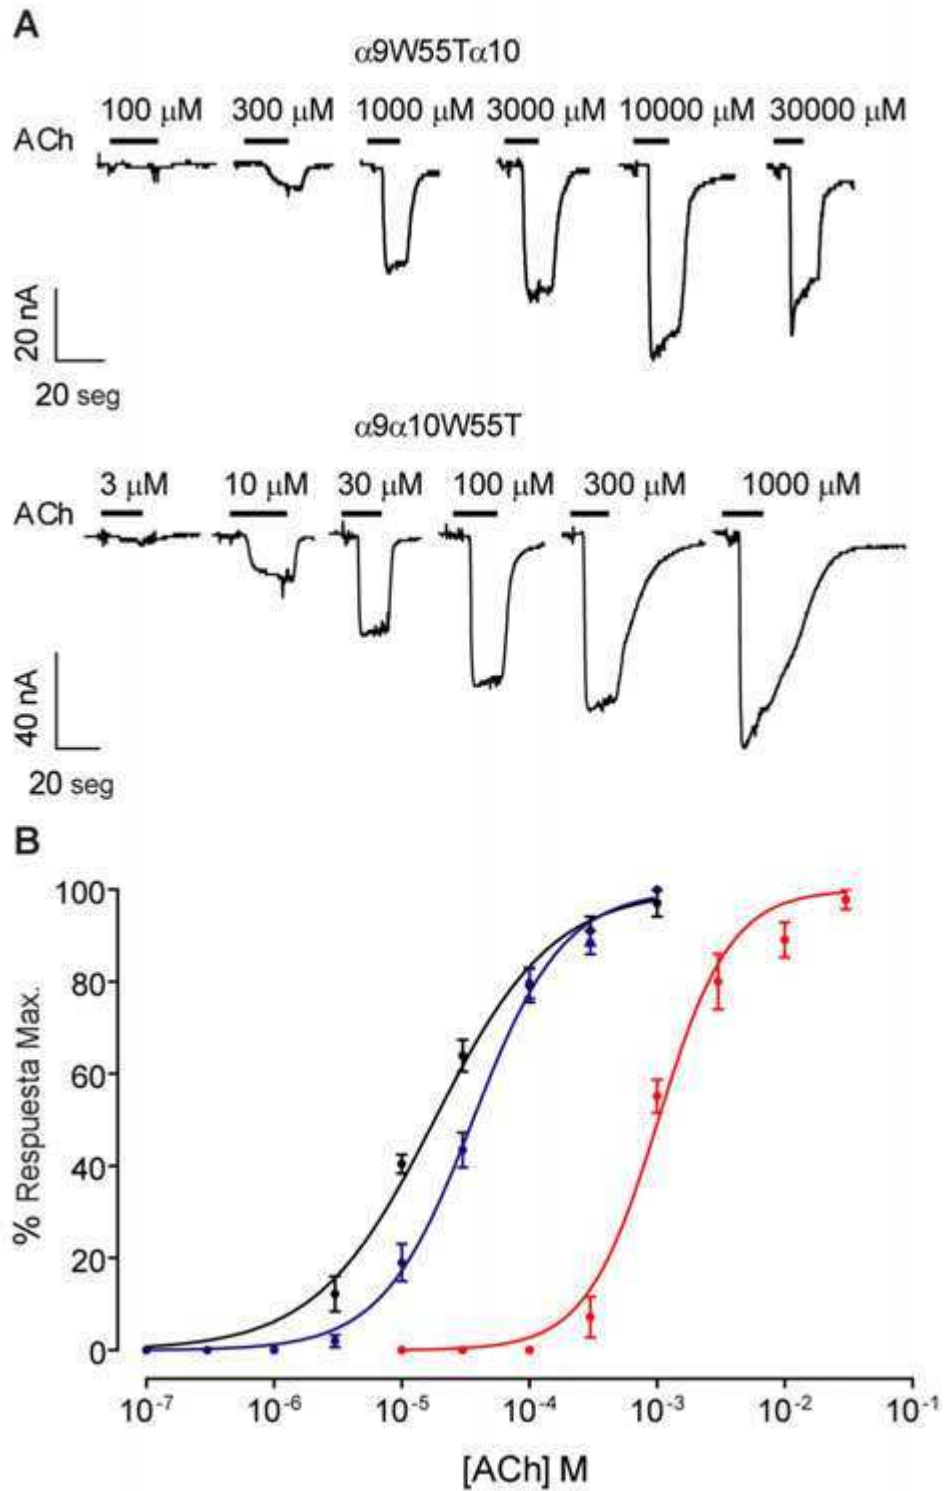 A
α9W55Tα10
100 μM 300 μM 1000 μM 3000 μM 10000 μM 30000 μM
ACh
20 nA
20 seg
α9α10W55T
3 μM 10 μM 30 μM 100 μM 300 μM 1000 μM
ACh
40 nA
20 seg
B
% Respuesta Max.
100
80
60
40
20
0
10⁻⁷ 10⁻⁶ 10⁻⁵ 10⁻⁴ 10⁻³ 10⁻² 10⁻¹
[ACh] M